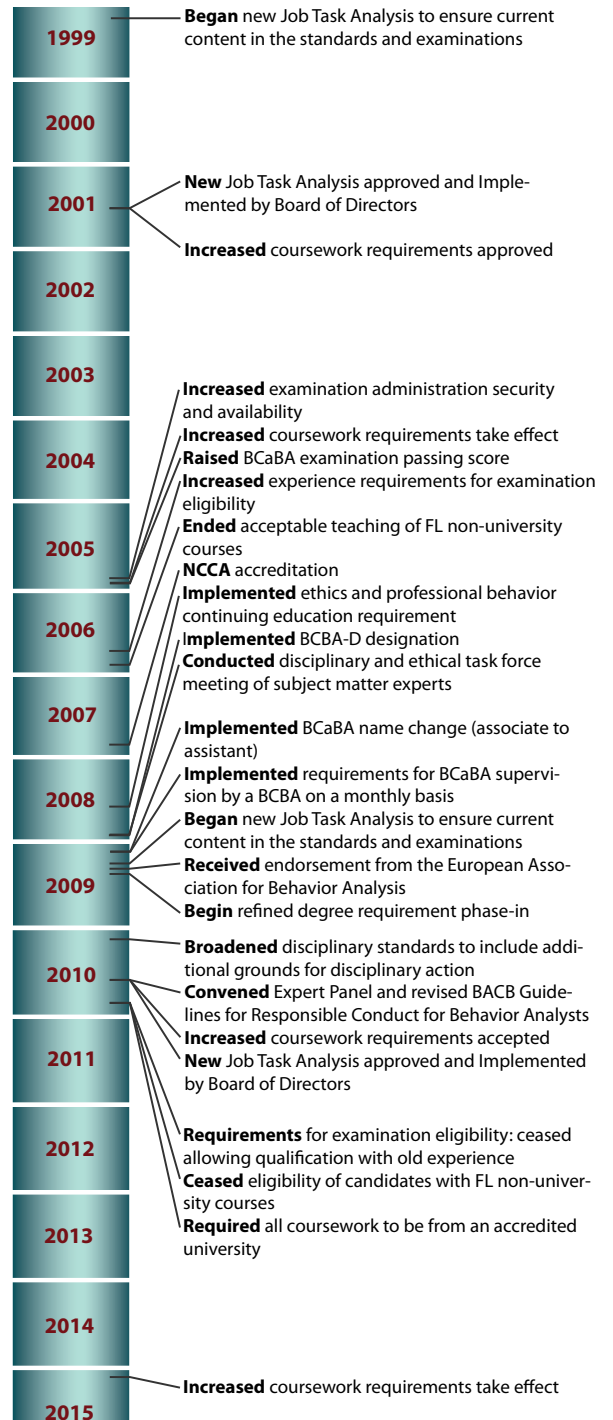 1999
Began new Job Task Analysis to ensure current
content in the standards and examinations
2000
2001
New Job Task Analysis approved and Imple-
mented by Board of Directors
Increased coursework requirements approved
2002
2003
Increased examination administration security
and availability
Increased coursework requirements take effect
2004
Raised BCaBA examination passing score
Increased experience requirements for examination
eligibility
Ended acceptable teaching of FL non-university
courses
2005
NCCA accreditation
Implemented ethics and professional behavior
continuing education requirement
2006
Implemented BCBA-D designation
Conducted disciplinary and ethical task force
meeting of subject matter experts
2007
Implemented BCaBA name change (associate to
assistant)
Implemented requirements for BCaBA supervi-
sion by a BCBA on a monthly basis
2008
Began new Job Task Analysis to ensure current
content in the standards and examinations
Received endorsement from the European Asso-
ciation for Behavior Analysis
2009
Begin refined degree requirement phase-in
Broadened disciplinary standards to include addi-
tional grounds for disciplinary action
2010
Convened Expert Panel and revised BACB Guide-
lines for Responsible Conduct for Behavior Analysts
Increased coursework requirements accepted
New Job Task Analysis approved and Implemented
by Board of Directors
2011
Requirements for examination eligibility: ceased
allowing qualification with old experience
2012
Ceased eligibility of candidates with FL non-univer-
sity courses
Required all coursework to be from an accredited
university
2013
2014
Increased coursework requirements take effect
2015